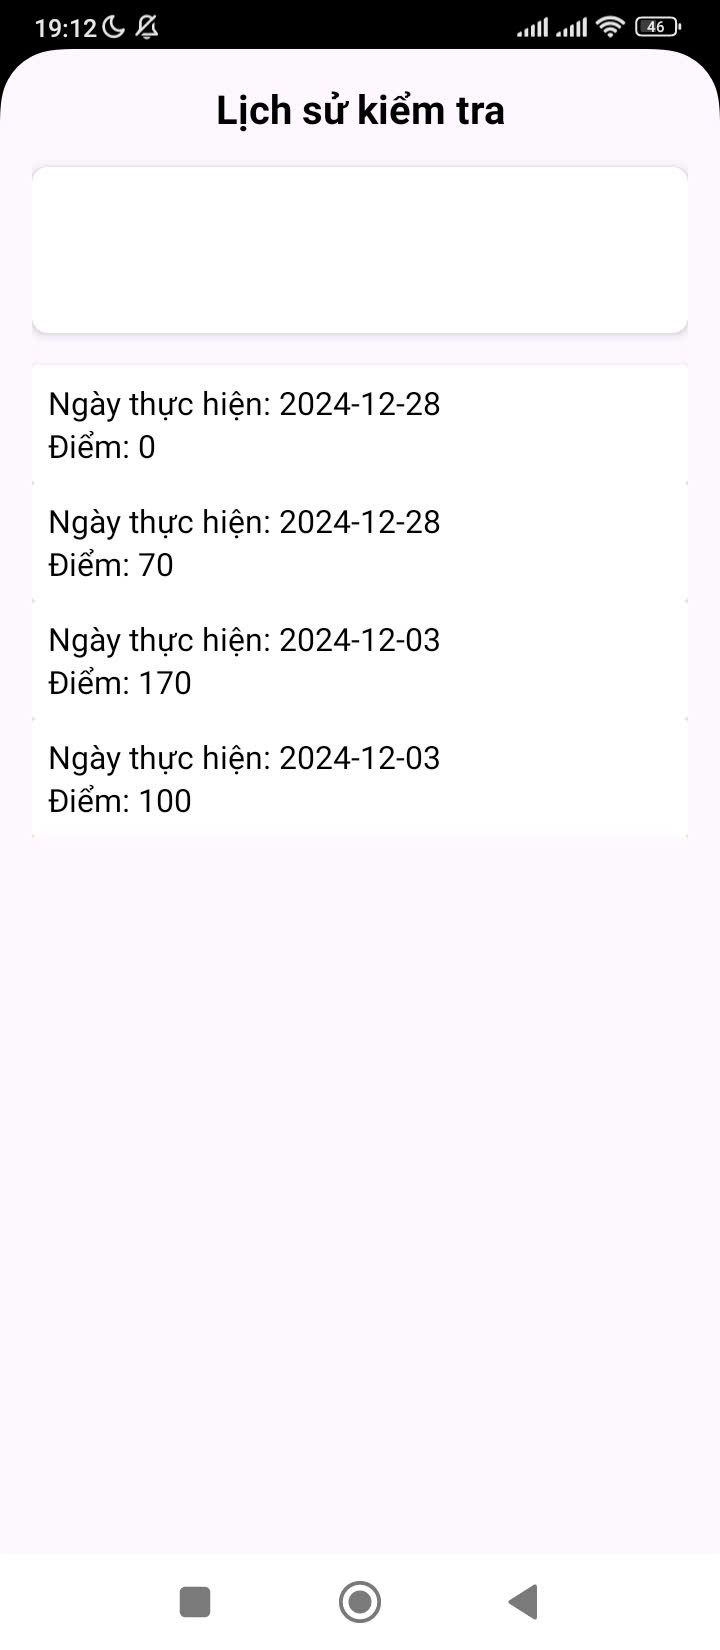 19:12
46
Lịch sử kiểm tra
Ngày thực hiện: 2024-12-28
Điểm: 0
Ngày thực hiện: 2024-12-28
Điểm: 70
Ngày thực hiện: 2024-12-03
Điểm: 170
Ngày thực hiện: 2024-12-03
Điểm: 100